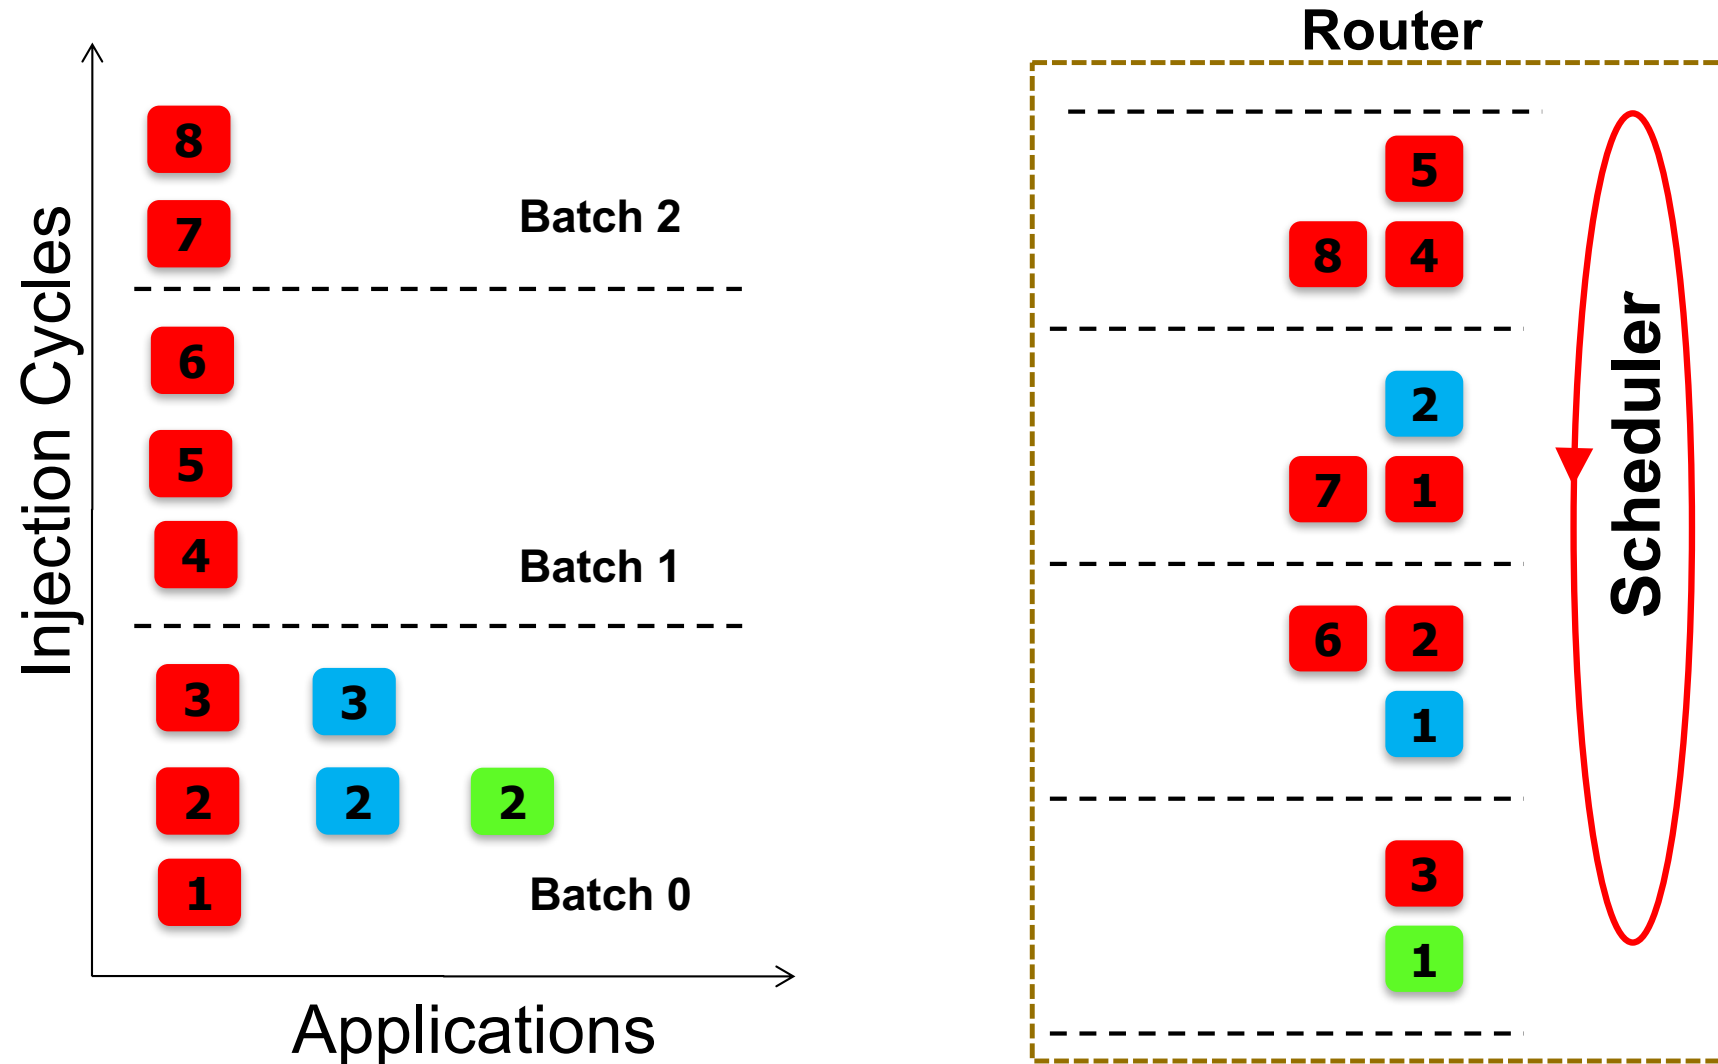 Router
Injection Cycles
8
7
Batch 2
6
5
4
Batch 1
3 3
2 2 2
1
Batch 0
Applications
5
8 4
2
7 1
6 2
1
3
1
Scheduler